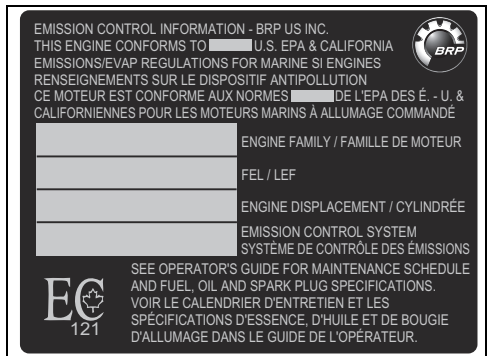 EMISSION CONTROL INFORMATION - BRP US INC.
THIS ENGINE CONFORMS TO U.S. EPA & CALIFORNIA
EMISSIONS/EVAP REGULATIONS FOR MARINE SI ENGINES
RENSEIGNEMENTS SUR LE DISPOSITIF ANTIPOLLUTION
CE MOTEUR EST CONFORME AUX NORMES DE L'EPA DES É. - U. &
CALIFORNIENNES POUR LES MOTEURS MARINS À ALLUMAGE COMMANDÉ
BRP
ENGINE FAMILY / FAMILLE DE MOTEUR
FEL / LEF
ENGINE DISPLACEMENT / CYLINDRÉE
EMISSION CONTROL SYSTEM
SYSTÈME DE CONTRÔLE DES ÉMISSIONS
EC
121
SEE OPERATOR'S GUIDE FOR MAINTENANCE SCHEDULE
AND FUEL, OIL AND SPARK PLUG SPECIFICATIONS.
VOIR LE CALENDRIER D'ENTRETIEN ET LES
SPÉCIFICATIONS D'ESSENCE, D'HUILE ET DE BOUGIE
D'ALLUMAGE DANS LE GUIDE DE L'OPÉRATEUR.